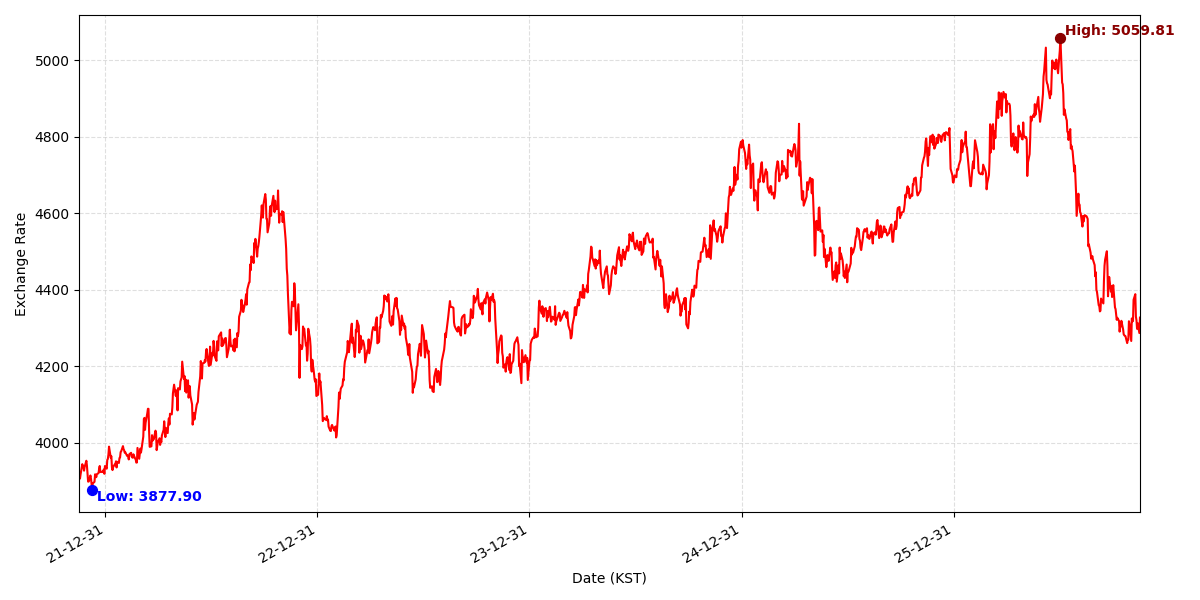 High: 5059.81
5000
4800
4600
4400
4200
4000
Exchange Rate
Low: 3877.90
21-12-31
22-12-31
23-12-31
24-12-31
25-12-31
Date (KST)